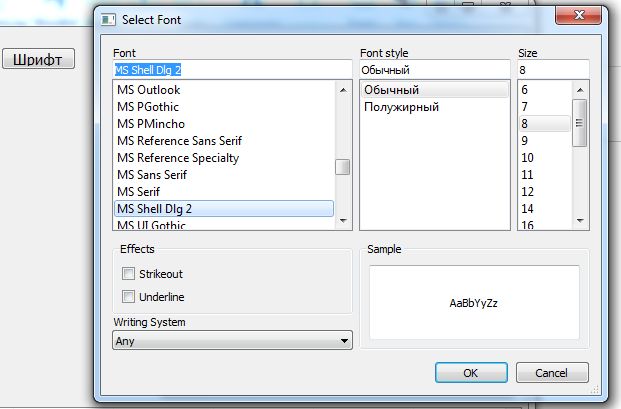 Select Font
Шрифт
Font
Font style
Size
MS Shell Dlg 2
Обычный
8
MS Outlook
MS PGothic
MS PMincho
MS Reference Sans Serif
MS Reference Specialty
MS Sans Serif
MS Serif
MS Shell Dlg 2
MS UI Gothic
Обычный
Полужирный
6
7
8
9
10
11
12
14
16
Effects
Strikeout
Underline
Sample
AaBbYyZz
Writing System
Any
OK
Cancel